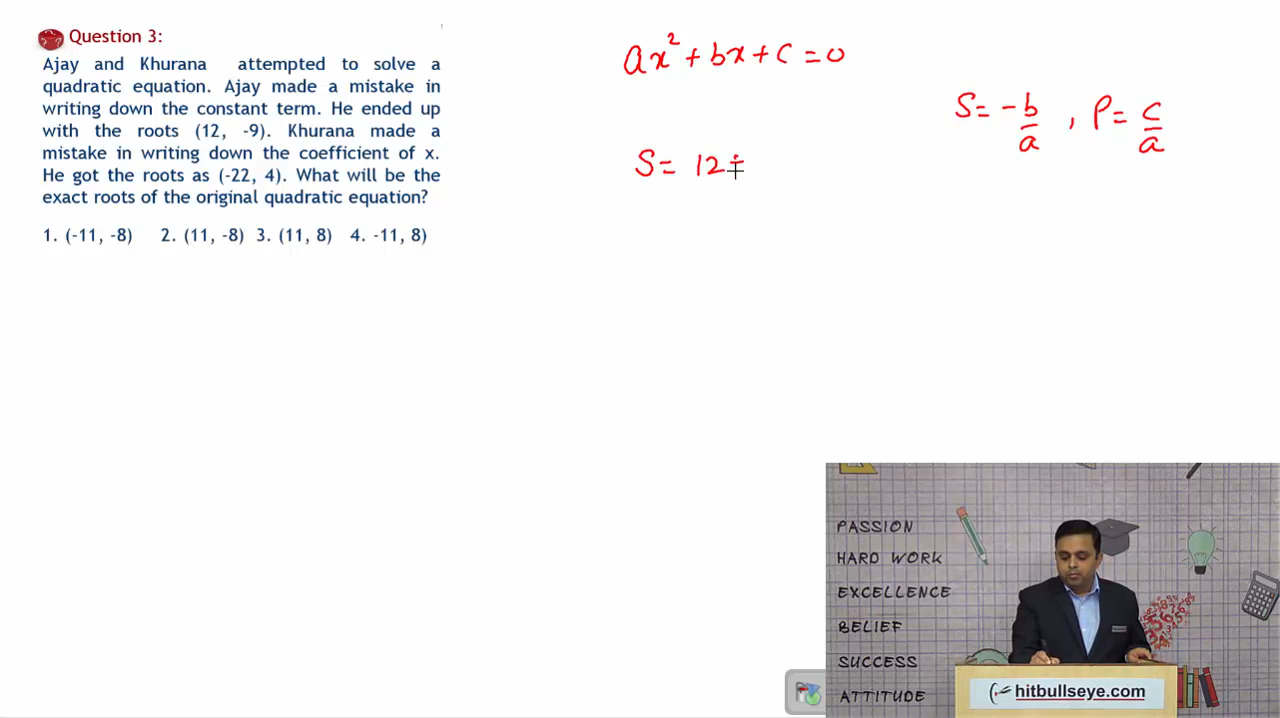 Question 3:
Ajay and Khurana attempted to solve a
quadratic equation. Ajay made a mistake in
writing down the constant term. He ended up
with the roots (12, -9). Khurana made a
mistake in writing down the coefficient of x.
He got the roots as (-22, 4). What will be the
exact roots of the original quadratic equation?
1. (-11, -8) 2. (11, -8) 3. (11, 8) 4. -11, 8)
ax² + bx + c = 0
S = -b/a , P = c/a
S = 12 -
PASSION
HARD WORK
EXCELLENCE
BELIEF
SUCCESS
ATTITUDE
hitbullseye.com